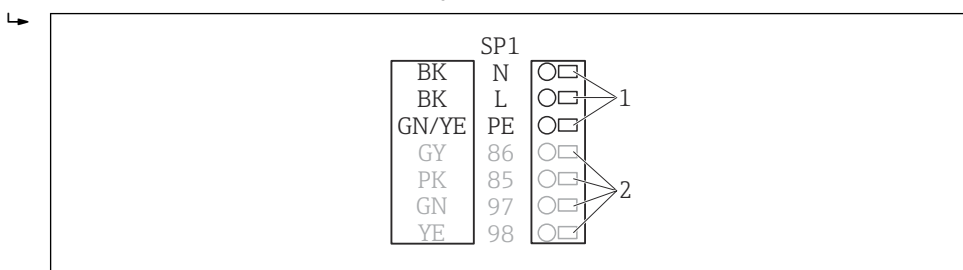 SP1
BK N
BK L
GN/YE PE
GY 86
PK 85
GN 97
YE 98
1
2